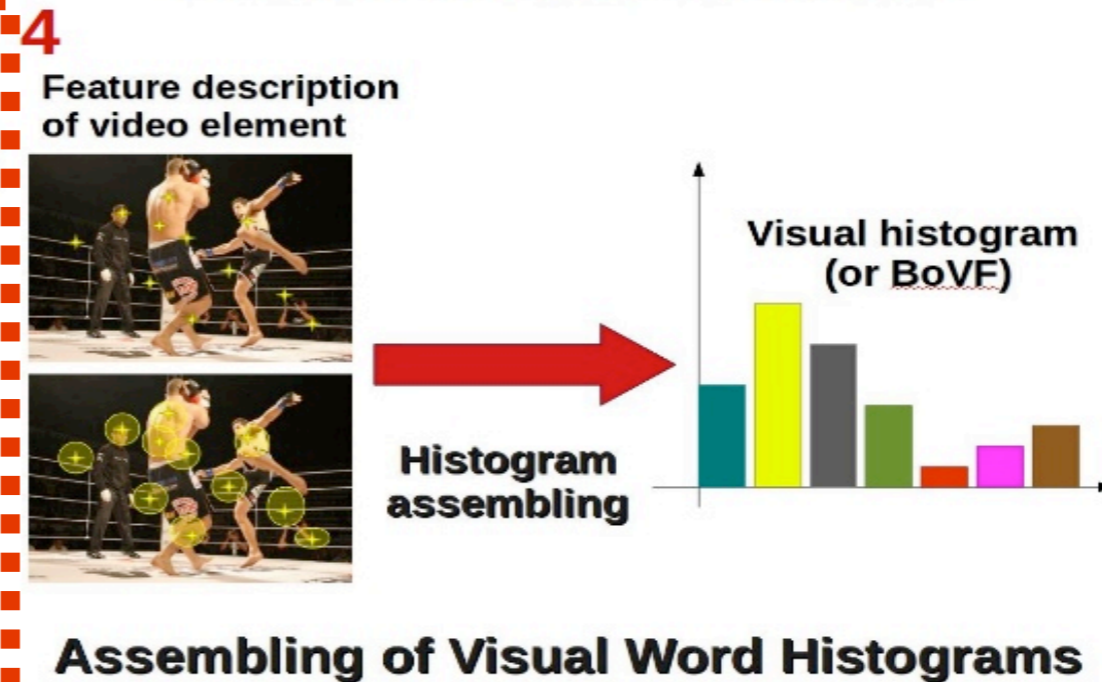 4
Feature description
of video element
Visual histogram
(or BoVF)
Histogram
assembling
Assembling of Visual Word Histograms